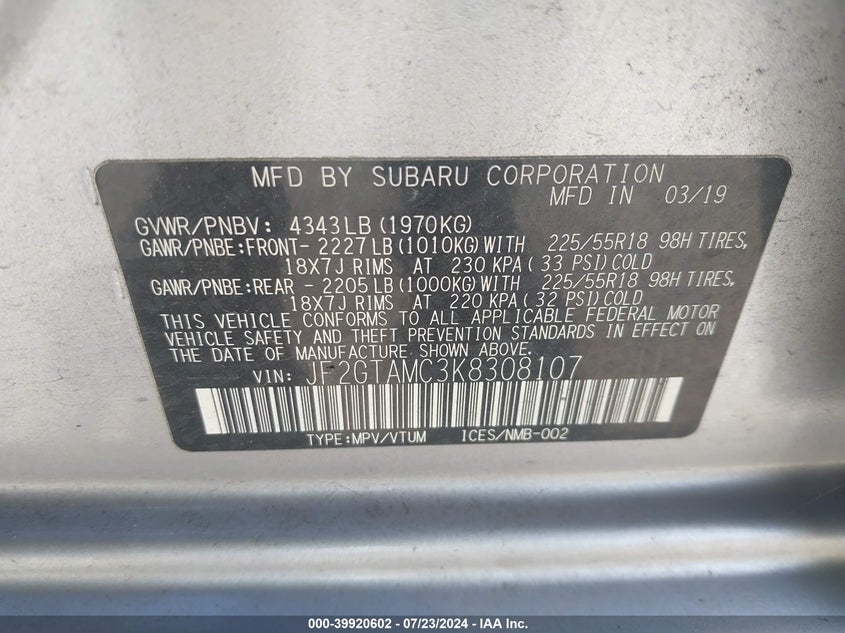 MFD BY SUBARU CORPORATION
MFD IN 03/19
GVWR/PNBV: 4343LB (1970KG)
GAWR/PNBE:FRONT- 2227LB (1010KG) WITH 225/55R18 98H TIRES,
18X7J RIMS AT 230 KPA( 33 PSI)COLD
GAWR/PNBE:REAR - 2205LB (1000KG) WITH 225/55R18 98H TIRES,
18X7J RIMS AT 220 KPA( 32 PSI)COLD
THIS VEHICLE CONFORMS TO ALL APPLICABLE FEDERAL MOTOR
VEHICLE SAFETY AND THEFT PREVENTION STANDARDS IN EFFECT ON
THE DATE OF MANUFACTURE SHOWN ABOVE.
VIN: JF2GTAMC3K8308107
TYPE:MPV/VTUM ICES/NMB-002
000-39920602 / 07/23/2024 - IAA Inc.